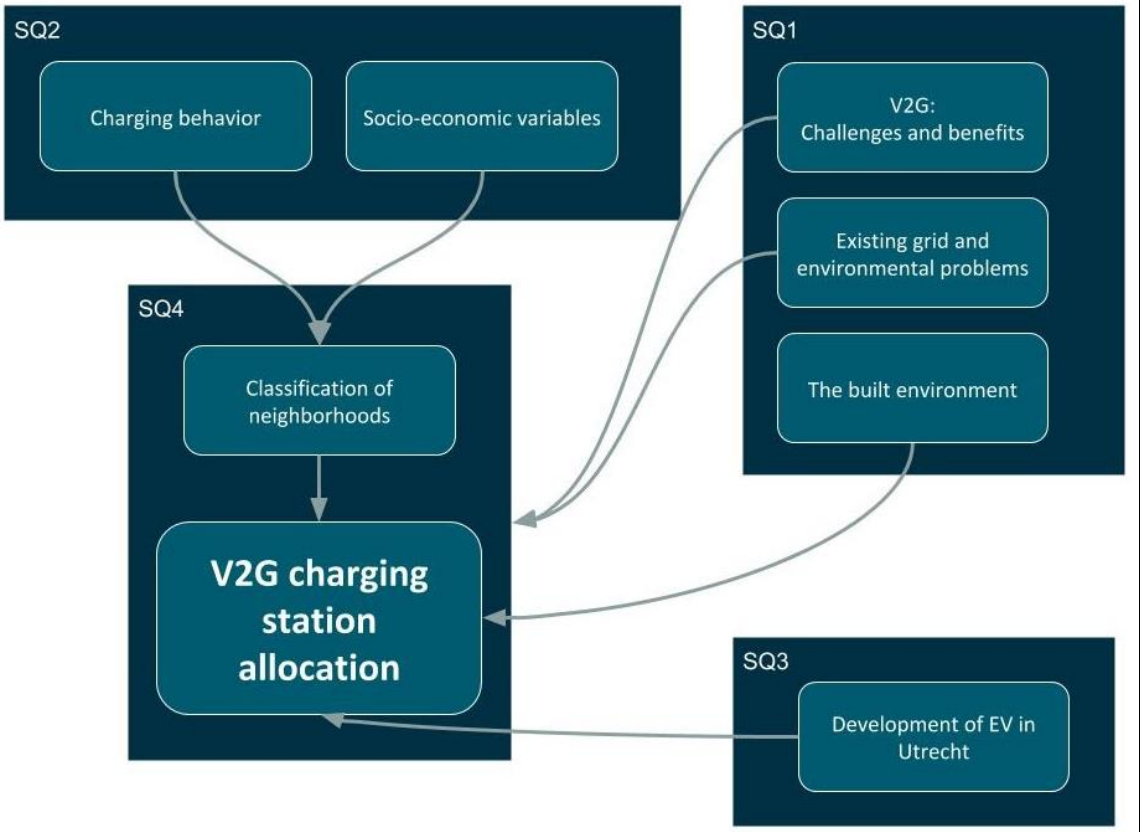 SQ2
Charging behavior
Socio-economic variables
SQ1
V2G:
Challenges and benefits
Existing grid and
environmental problems
The built environment
SQ4
Classification of
neighborhoods
V2G charging
station
allocation
SQ3
Development of EV in
Utrecht